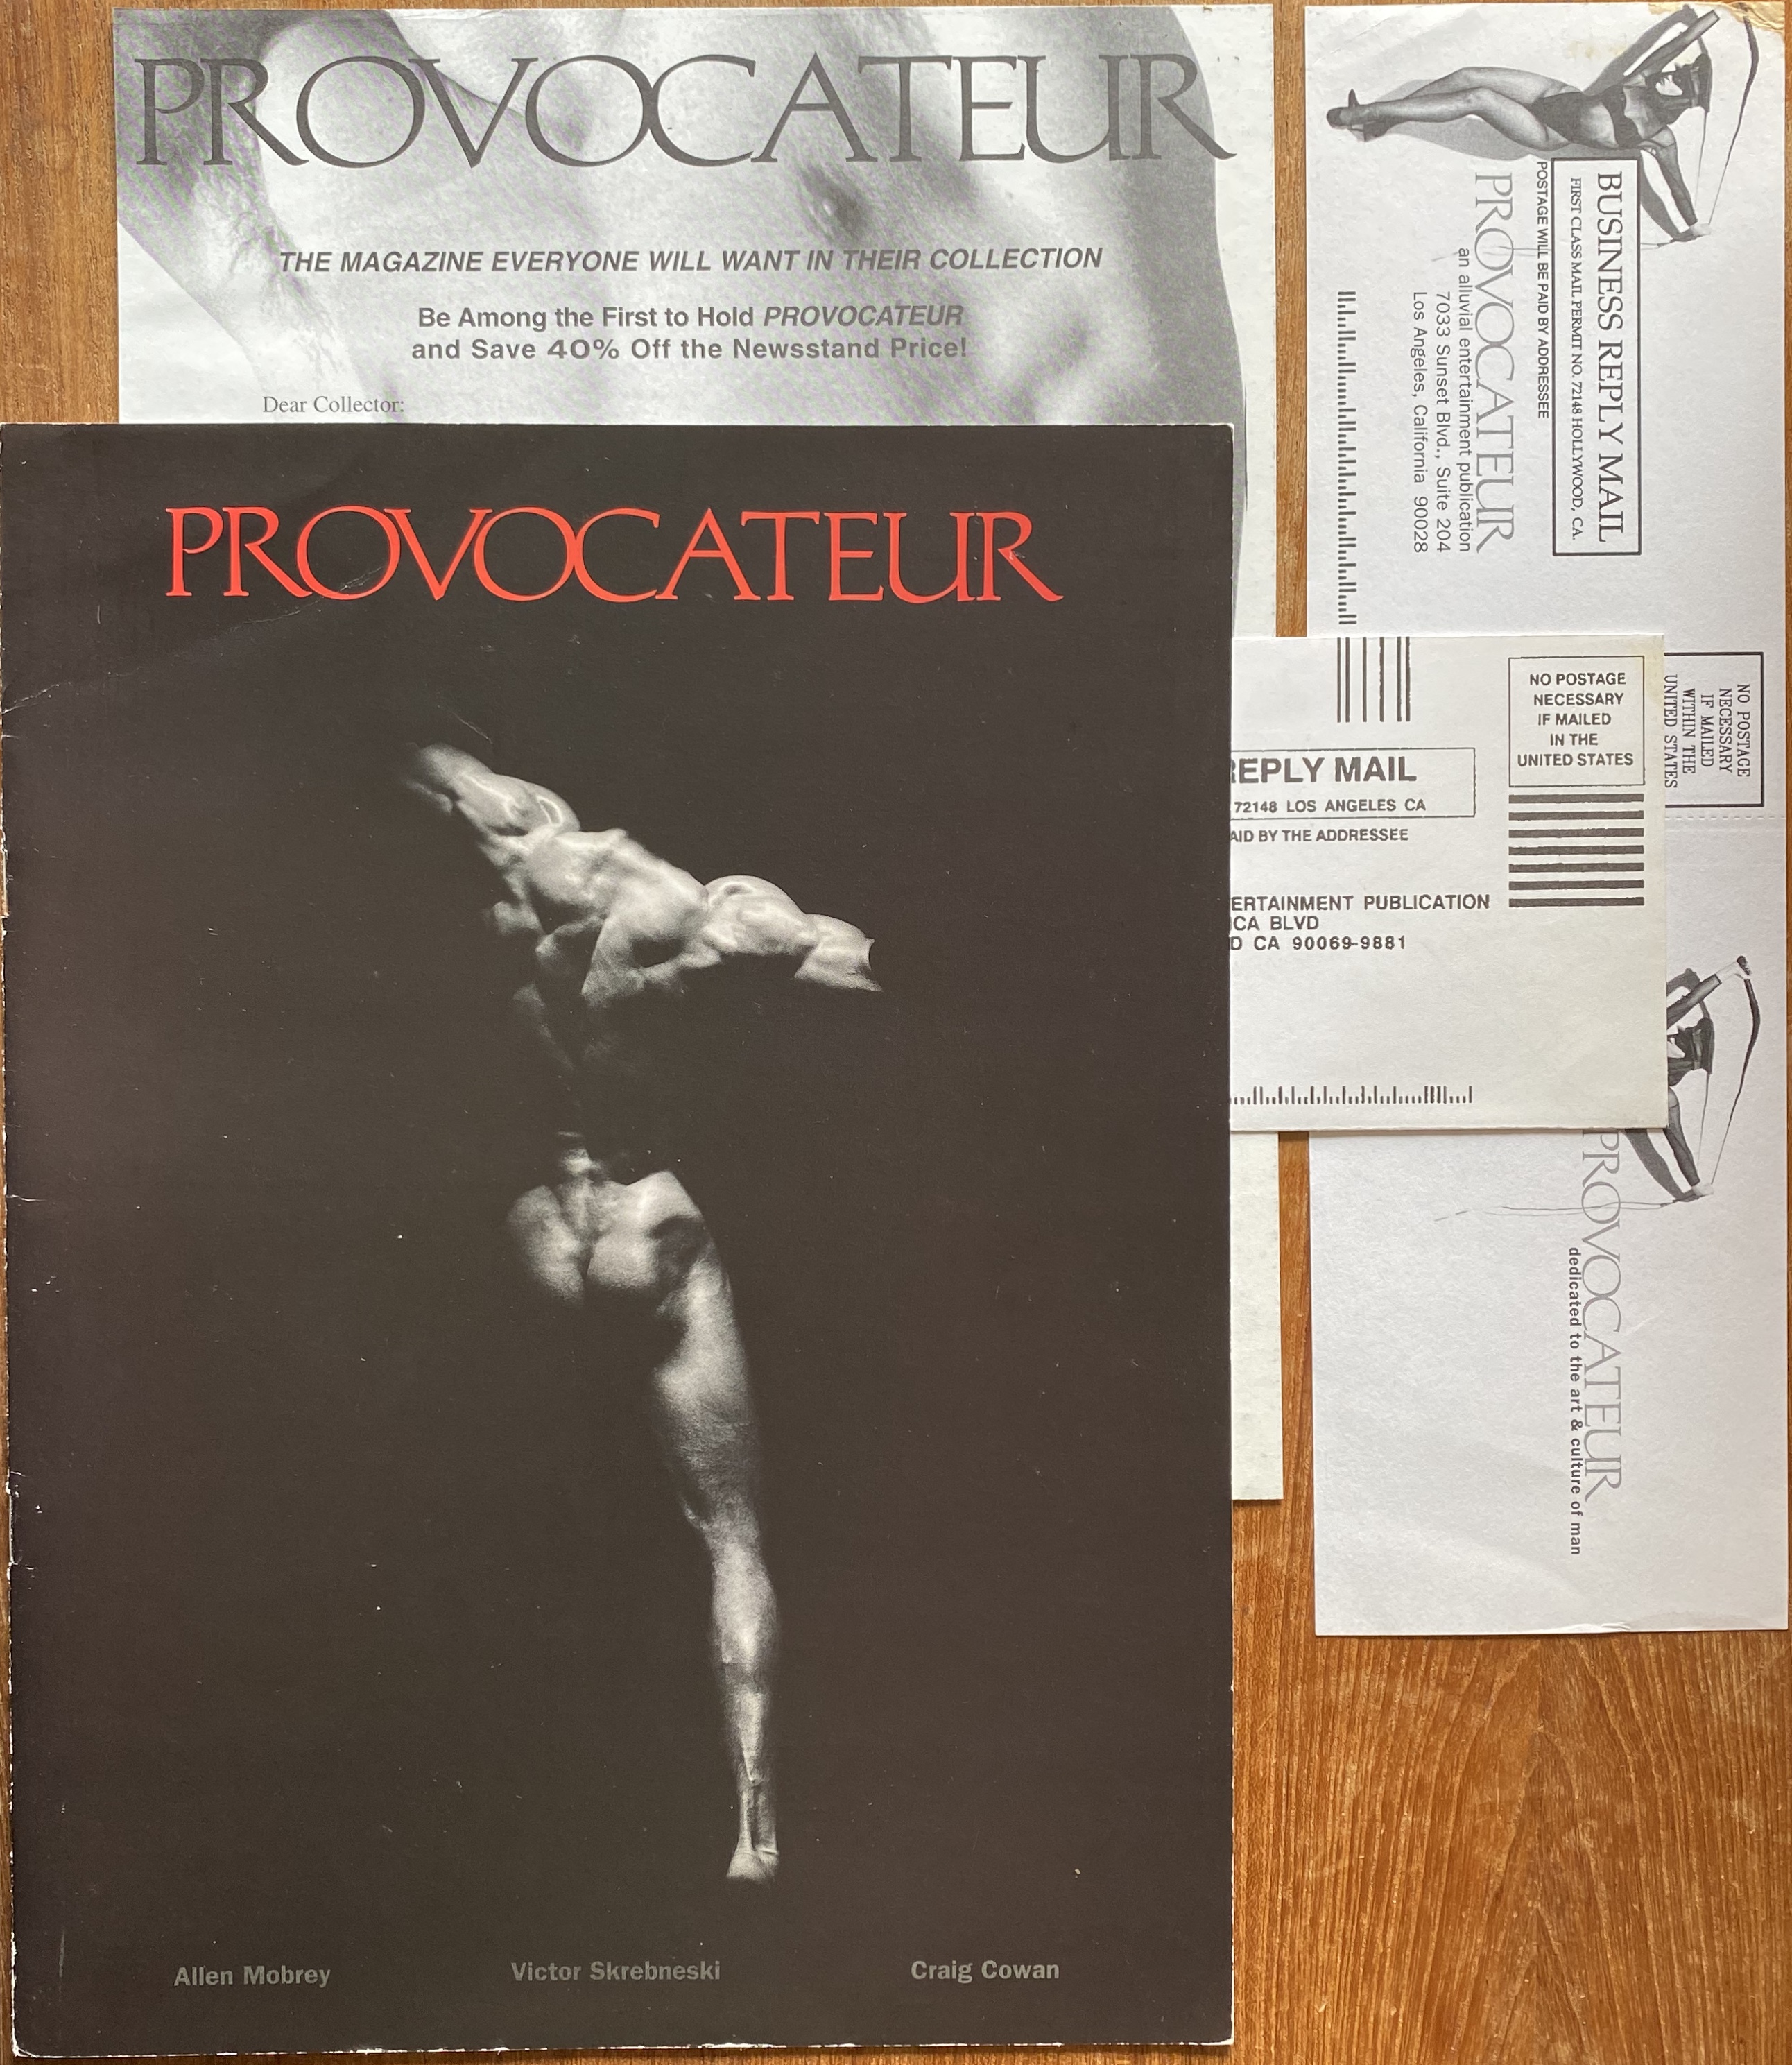 PROVOCATEUR
THE MAGAZINE EVERYONE WILL WANT IN THEIR COLLECTION
Be Among the First to Hold PROVOCATEUR
and Save 40% Off the Newsstand Price!
Dear Collector:
PROVOCATEUR
Allen Mobrey
Victor Skrebneski
Craig Cowan
BUSINESS REPLY MAIL
FIRST CLASS MAIL PERMIT NO. 72148 HOLLYWOOD, CA.
POSTAGE WILL BE PAID BY ADDRESSEE
PROVOCATEUR
an alluvial entertainment publication
7033 Sunset Blvd., Suite 204
Los Angeles, California 90028
NO POSTAGE
NECESSARY
IF MAILED
WITHIN THE
UNITED STATES
NO POSTAGE
NECESSARY
IF MAILED
IN THE
UNITED STATES
REPLY MAIL
72148 LOS ANGELES CA
AID BY THE ADDRESSEE
ERTAINMENT PUBLICATION
ICA BLVD
D CA 90069-9881
PROVOCATEUR
dedicated to the art & culture of man